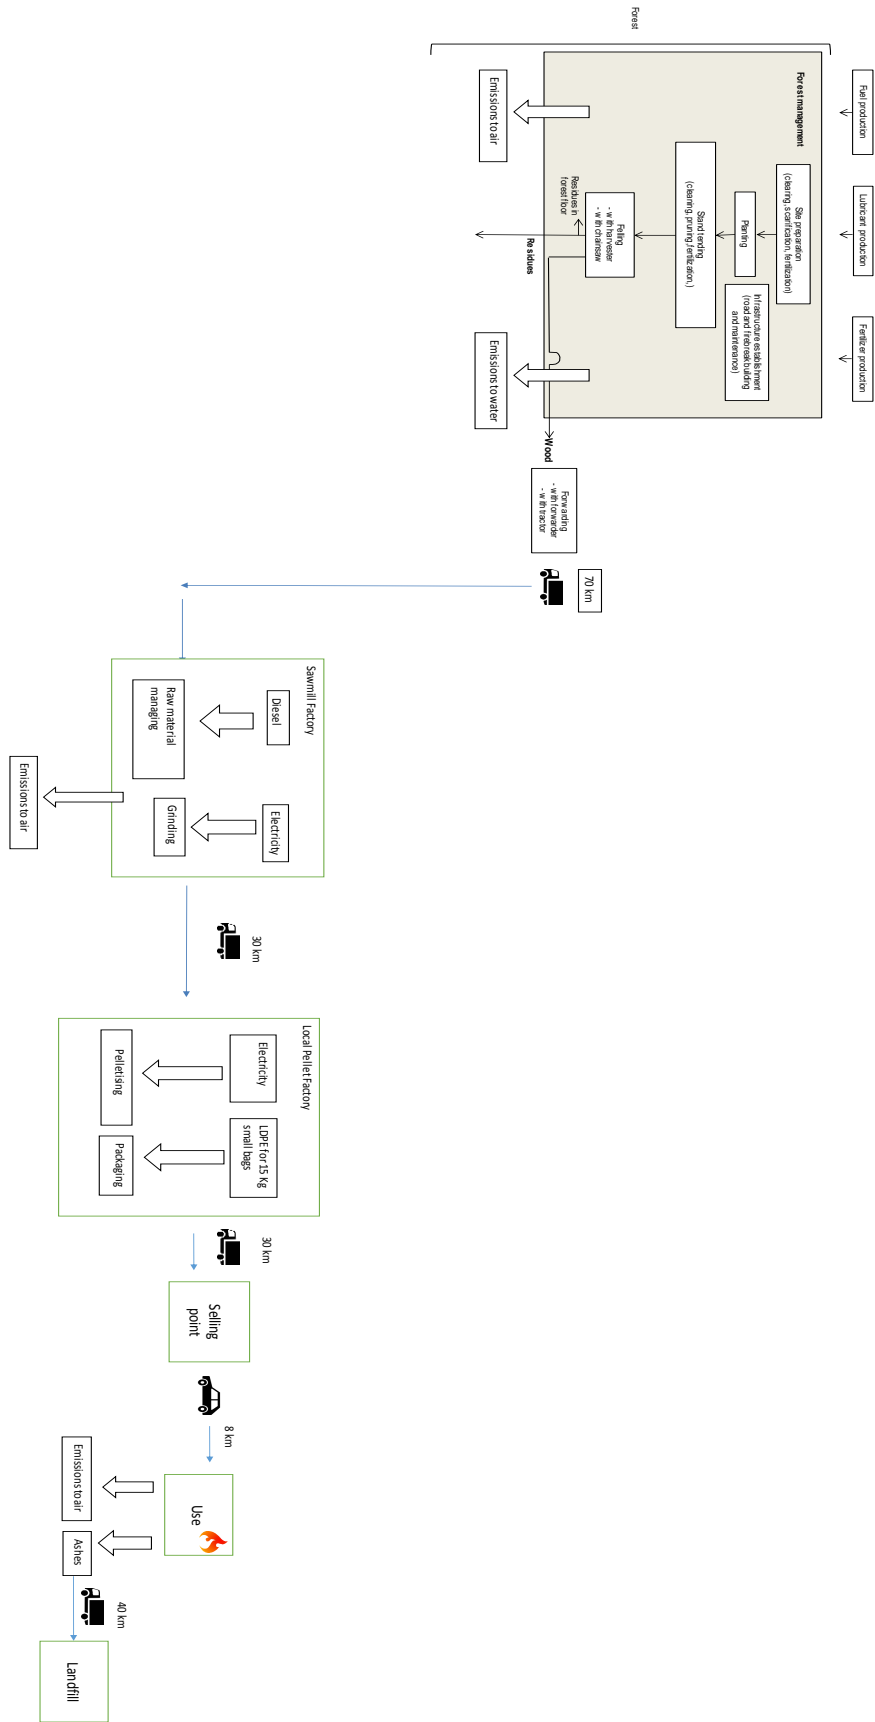 Forest
Fuel production
Lubricant production
Fertilizer production
Forest management
Site preparation
(clearing, scarification, fertilization)
Planting
Infrastructure establishment
(road and firebreak building
and maintenance)
Stand tending
(cleaning, pruning, fertilization,)
Felling
- with harvester
- with chainsaw
Residues in
forest floor
Residues
Wood
Emissions to air
Emissions to water
Forwarding
- with forwarder
- with tractor
70 km
Sawmill Factory
Diesel
Electricity
Raw material
managing
Grinding
Emissions to air
30 km
Local Pellet Factory
Electricity
LDPE for 15 Kg
small bags
Pelletising
Packaging
30 km
Selling
point
8 km
Use
Emissions to air
Ashes
40 km
Landfill